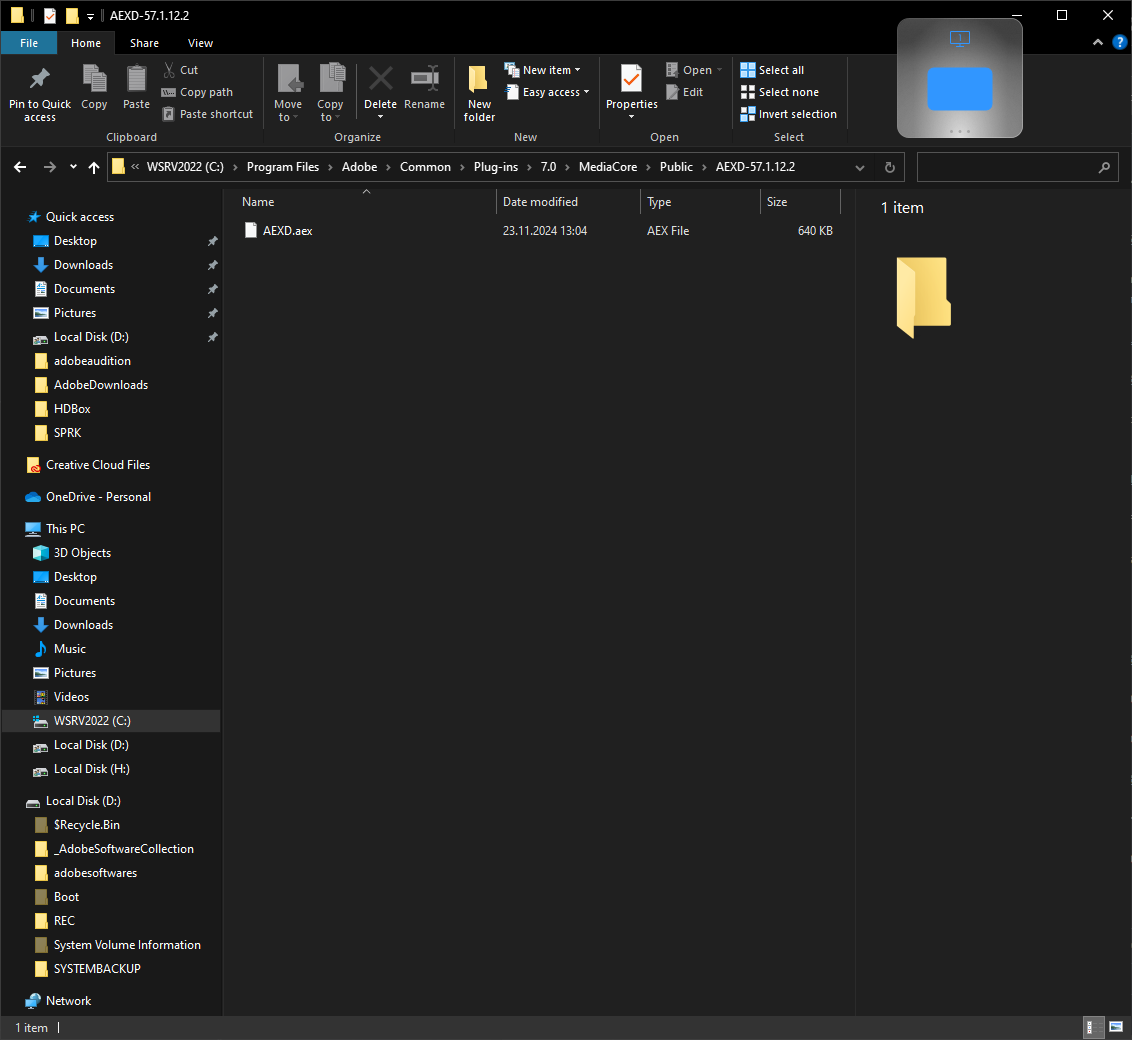 AEXD-57.1.12.2
File Home Share View
?
1
Pin to Quick access
Copy
Paste
Cut
Copy path
Paste shortcut
Clipboard
Move to
Copy to
Delete
Rename
Organize
New folder
New item
Easy access
New
Properties
Open
Edit
Open
Select all
Select none
Invert selection
Select
« WSRV2022 (C:) › Program Files › Adobe › Common › Plug-ins › 7.0 › MediaCore › Public › AEXD-57.1.12.2
Name Date modified Type Size
AEXD.aex 23.11.2024 13:04 AEX File 640 KB
1 item
Quick access
Desktop
Downloads
Documents
Pictures
Local Disk (D:)
adobeaudition
AdobeDownloads
HDBox
SPRK
Creative Cloud Files
OneDrive - Personal
This PC
3D Objects
Desktop
Documents
Downloads
Music
Pictures
Videos
WSRV2022 (C:)
Local Disk (D:)
Local Disk (H:)
Local Disk (D:)
$Recycle.Bin
_AdobeSoftwareCollection
adobesoftwares
Boot
REC
System Volume Information
SYSTEMBACKUP
Network
1 item